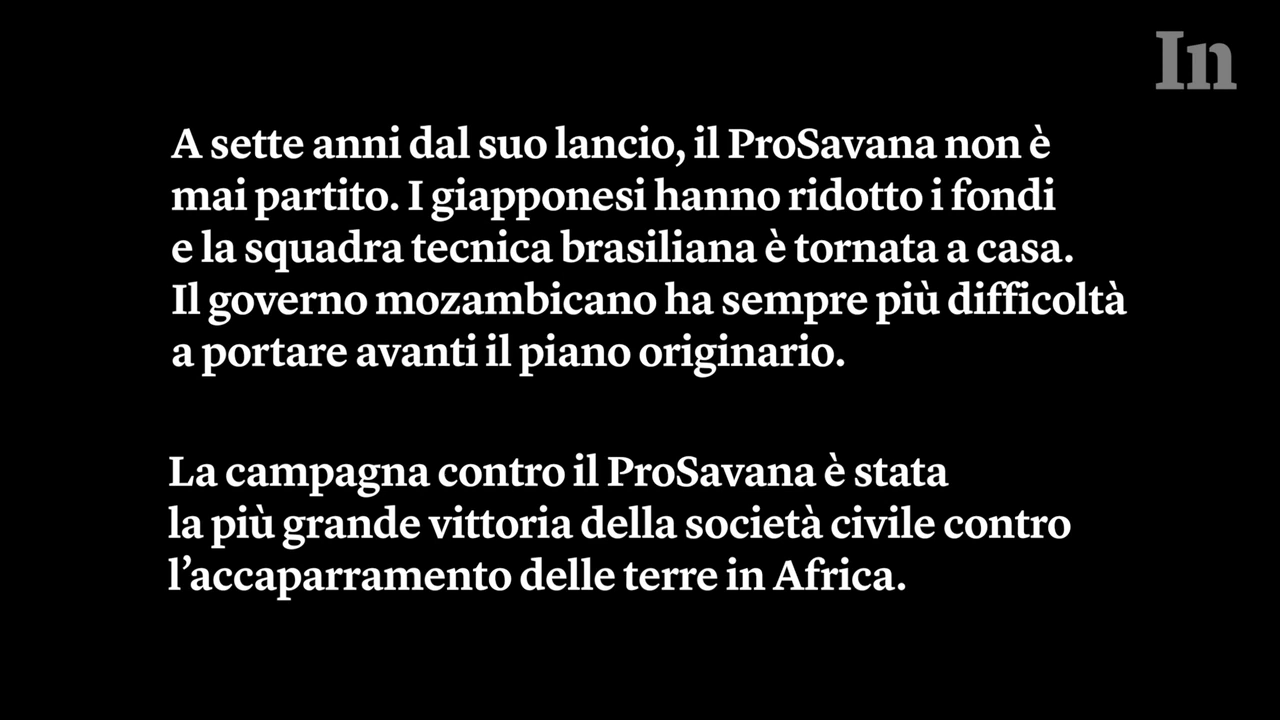 In
A sette anni dal suo lancio, il ProSavana non è
mai partito. I giapponesi hanno ridotto i fondi
e la squadra tecnica brasiliana è tornata a casa.
Il governo mozambicano ha sempre più difficoltà
a portare avanti il piano originario.
La campagna contro il ProSavana è stata
la più grande vittoria della società civile contro
l’accaparramento delle terre in Africa.